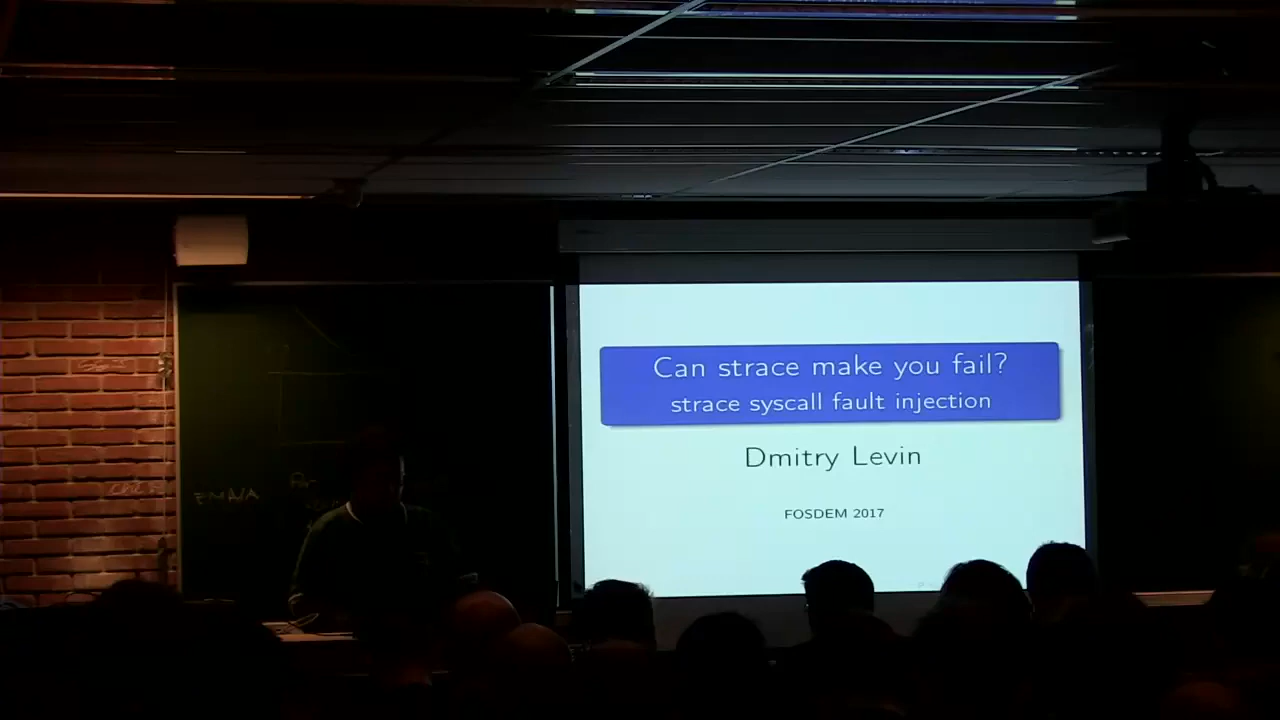 Can strace make you fail?
strace syscall fault injection
Dmitry Levin
FOSDEM 2017